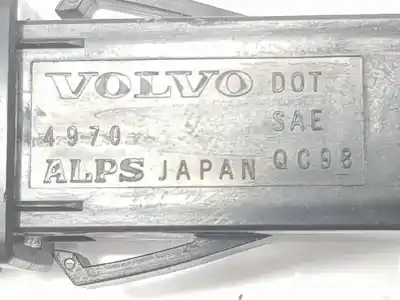 VOLVO DOT
4970 SAE
ALPS JAPAN QC98